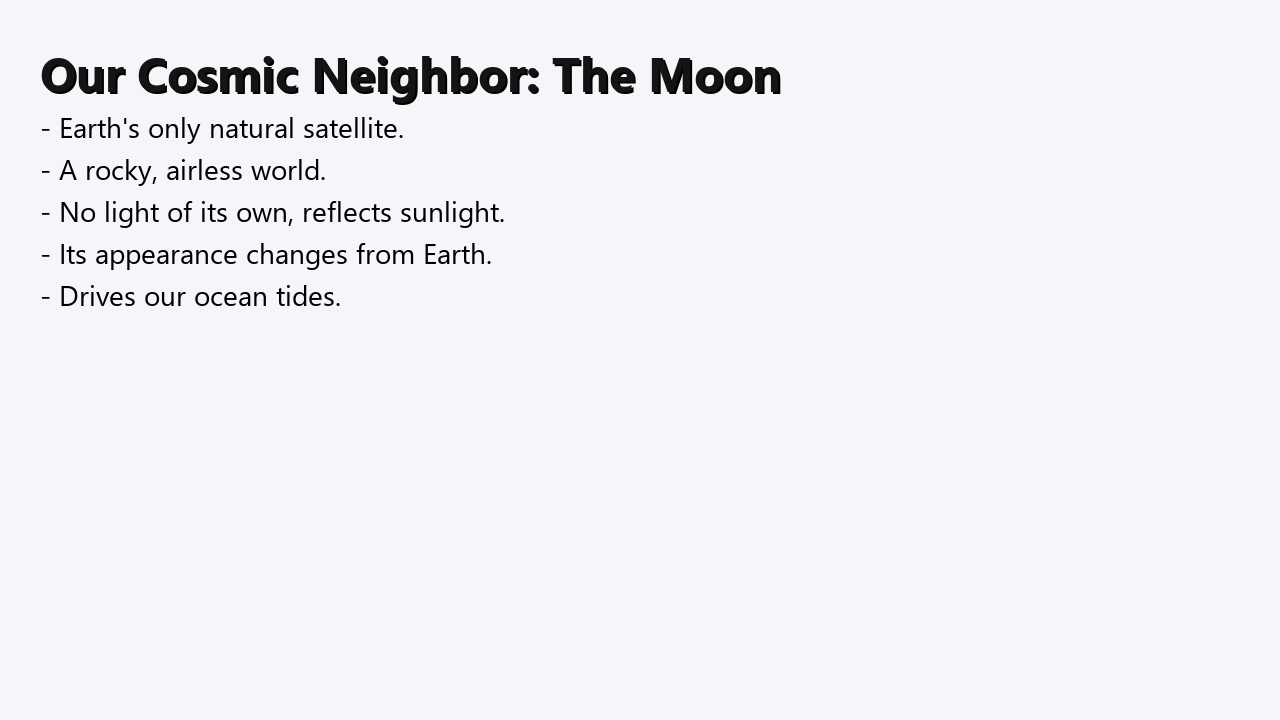 Our Cosmic Neighbor: The Moon
- Earth's only natural satellite.
- A rocky, airless world.
- No light of its own, reflects sunlight.
- Its appearance changes from Earth.
- Drives our ocean tides.